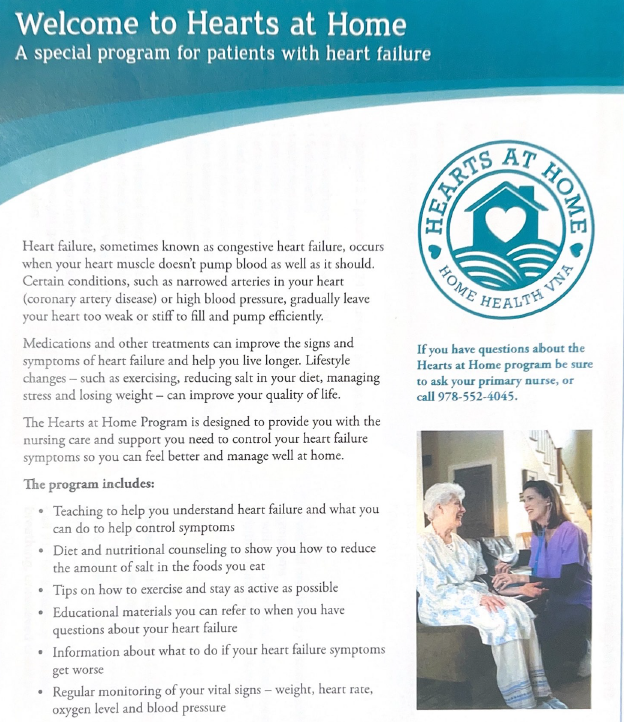 Welcome to Hearts at Home
A special program for patients with heart failure
HEARTS AT HOME
HOME HEALTH VNA
Heart failure, sometimes known as congestive heart failure, occurs
when your heart muscle doesn't pump blood as well as it should.
Certain conditions, such as narrowed arteries in your heart
(coronary artery disease) or high blood pressure, gradually leave
your heart too weak or stiff to fill and pump efficiently.
Medications and other treatments can improve the signs and
symptoms of heart failure and help you live longer. Lifestyle
changes – such as exercising, reducing salt in your diet, managing
stress and losing weight – can improve your quality of life.
The Hearts at Home Program is designed to provide you with the
nursing care and support you need to control your heart failure
symptoms so you can feel better and manage well at home.
The program includes:
• Teaching to help you understand heart failure and what you
can do to help control symptoms
• Diet and nutritional counseling to show you how to reduce
the amount of salt in the foods you eat
• Tips on how to exercise and stay as active as possible
• Educational materials you can refer to when you have
questions about your heart failure
• Information about what to do if your heart failure symptoms
get worse
• Regular monitoring of your vital signs – weight, heart rate,
oxygen level and blood pressure
If you have questions about the
Hearts at Home program be sure
to ask your primary nurse, or
call 978-552-4045.